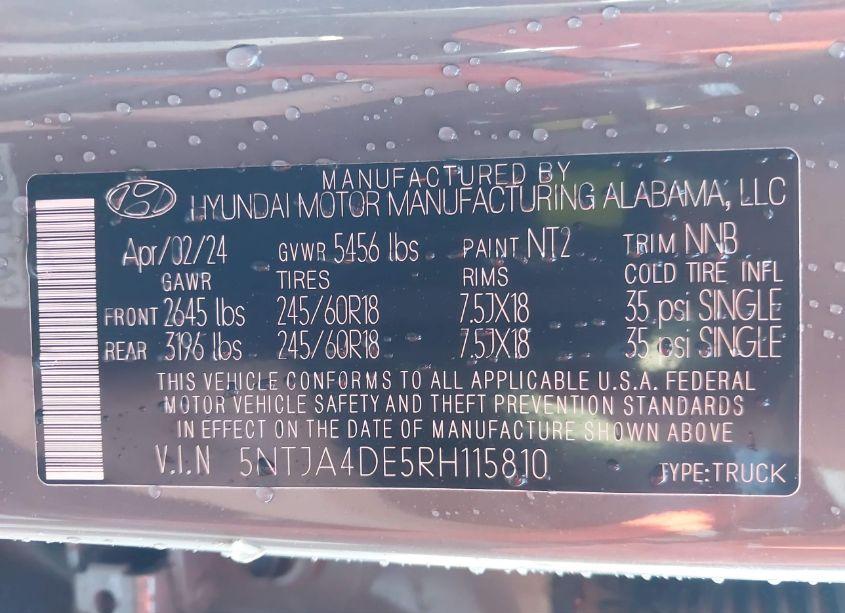 MANUFACTURED BY
HYUNDAI MOTOR MANUFACTURING ALABAMA, LLC
Apr/02/24 GVWR 5456 lbs PAINT NT2 TRIM NNB
GAWR TIRES RIMS COLD TIRE INFL
FRONT 2645 lbs 245/60R18 7.5JX18 35 psi SINGLE
REAR 3196 lbs 245/60R18 7.5JX18 35 psi SINGLE
THIS VEHICLE CONFORMS TO ALL APPLICABLE U.S.A. FEDERAL
MOTOR VEHICLE SAFETY AND THEFT PREVENTION STANDARDS
IN EFFECT ON THE DATE OF MANUFACTURE SHOWN ABOVE
V.I.N 5NTJA4DE5RH115810 TYPE:TRUCK